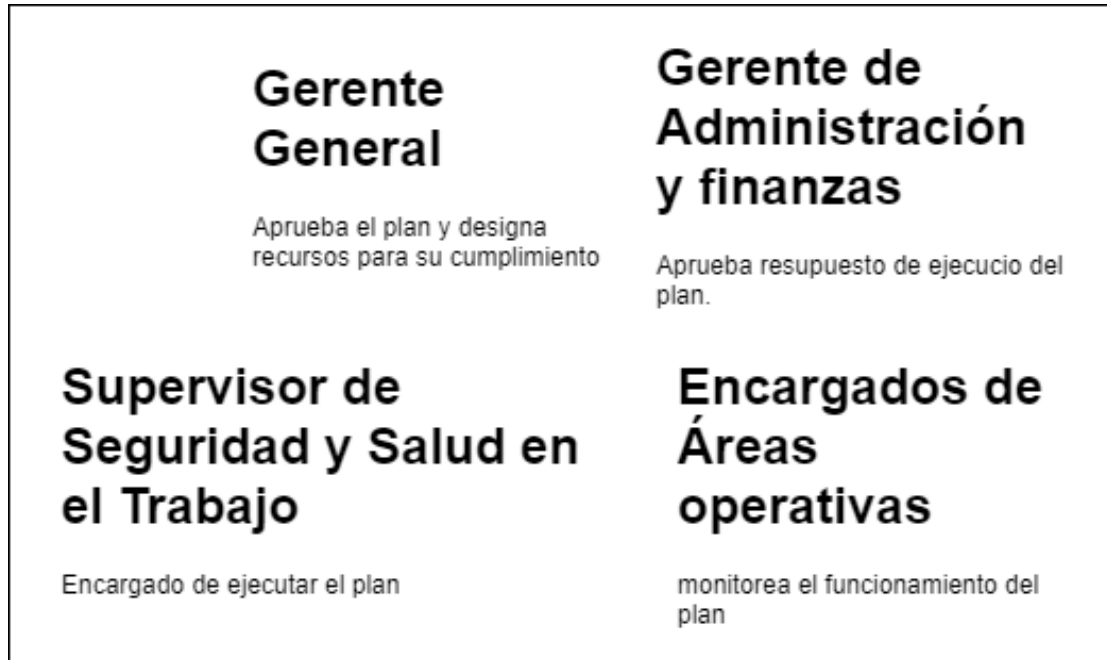 Gerente
General
Aprueba el plan y designa
recursos para su cumplimiento
Gerente de
Administración
y finanzas
Aprueba resupuesto de ejecucio del
plan.
Supervisor de
Seguridad y Salud en
el Trabajo
Encargado de ejecutar el plan
Encargados de
Áreas
operativas
monitorea el funcionamiento del
plan